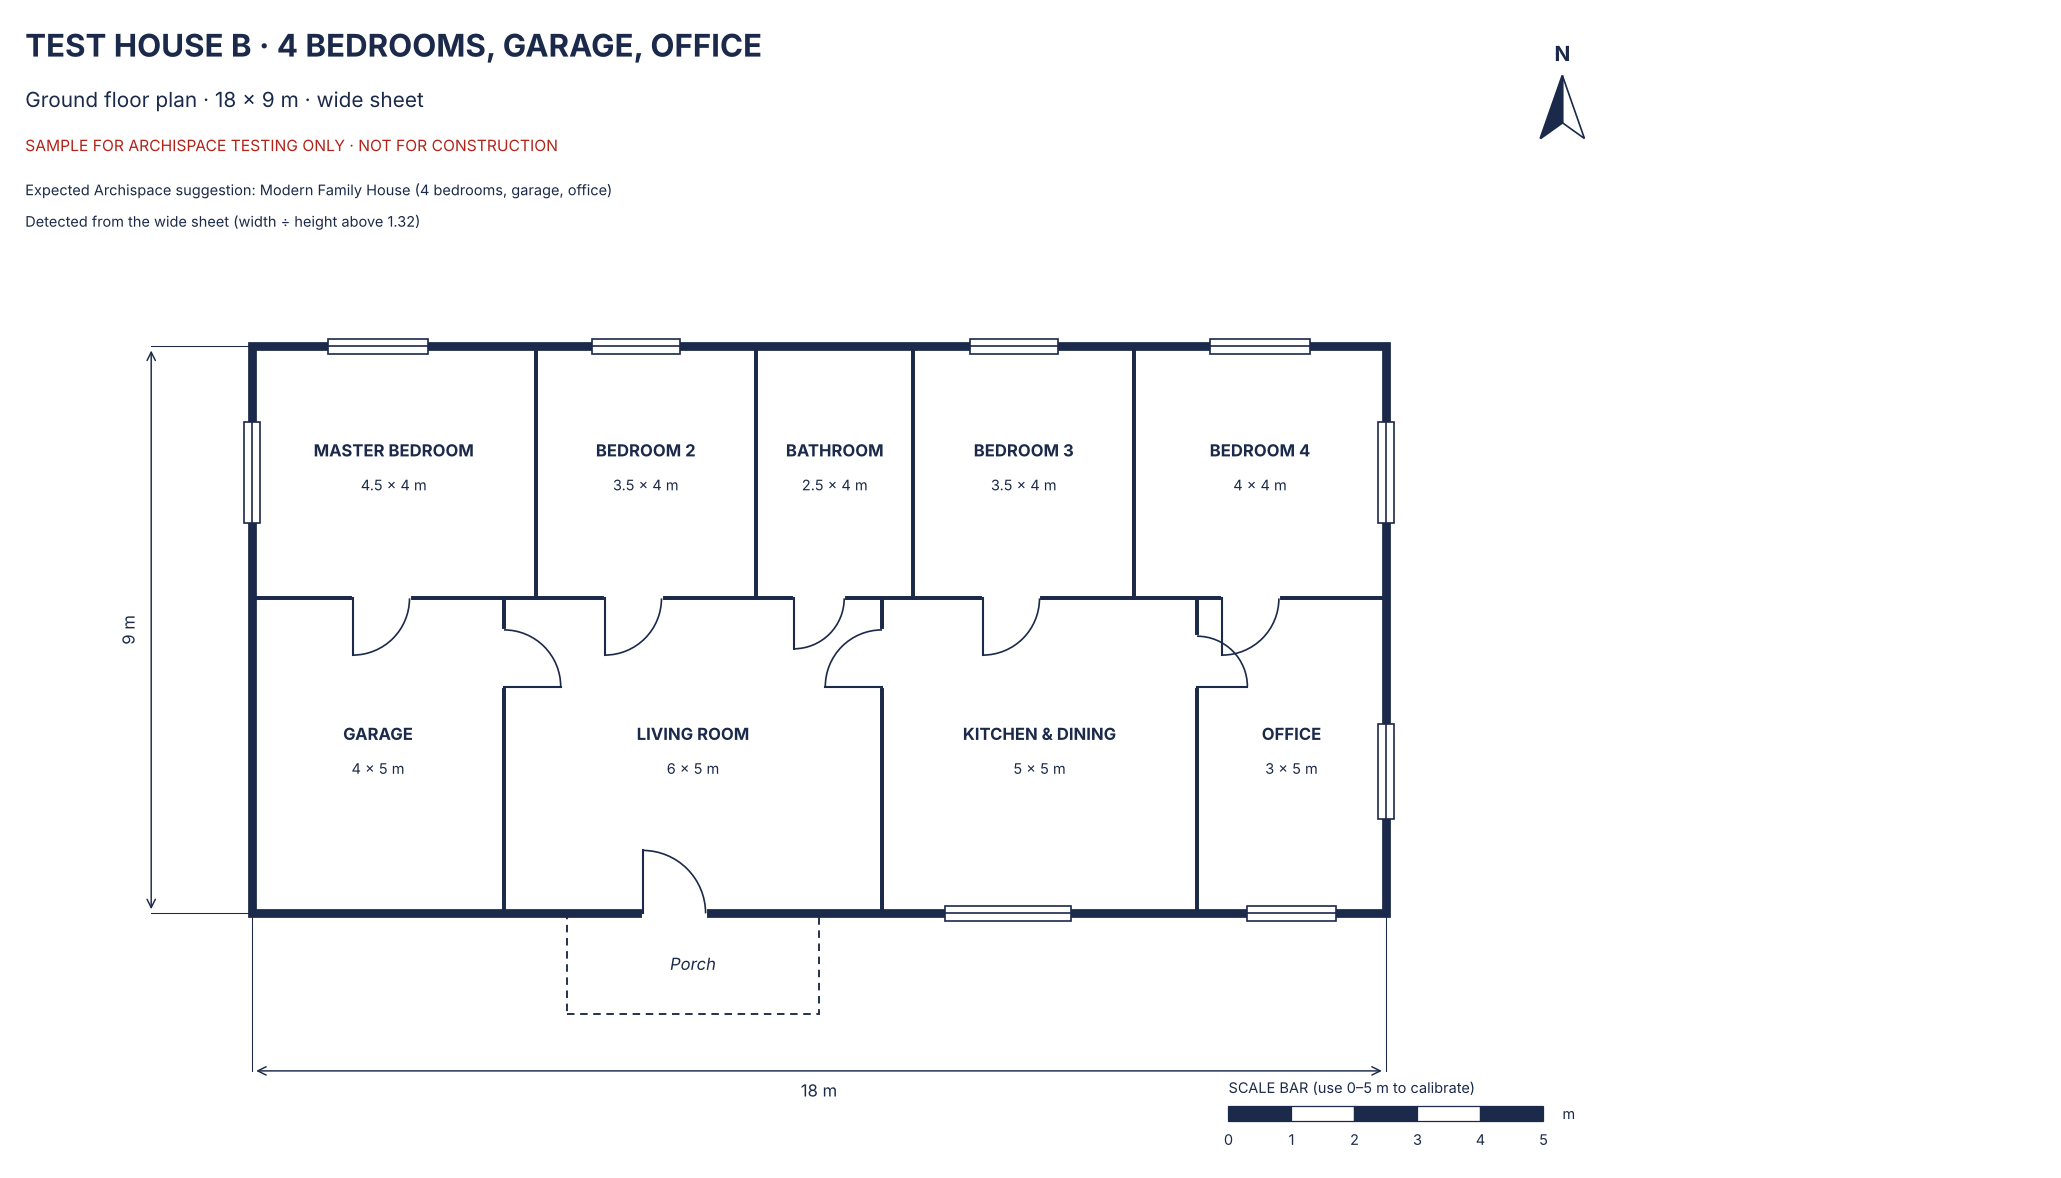 TEST HOUSE B · 4 BEDROOMS, GARAGE, OFFICE
N
Ground floor plan · 18 × 9 m · wide sheet
SAMPLE FOR ARCHISPACE TESTING ONLY · NOT FOR CONSTRUCTION
Expected Archispace suggestion: Modern Family House (4 bedrooms, garage, office)
Detected from the wide sheet (width ÷ height above 1.32)
MASTER BEDROOM
4.5 × 4 m
BEDROOM 2
3.5 × 4 m
BATHROOM
2.5 × 4 m
BEDROOM 3
3.5 × 4 m
BEDROOM 4
4 × 4 m
9 m
GARAGE
4 × 5 m
LIVING ROOM
6 × 5 m
KITCHEN & DINING
5 × 5 m
OFFICE
3 × 5 m
Porch
18 m
SCALE BAR (use 0–5 m to calibrate)
m
0 1 2 3 4 5